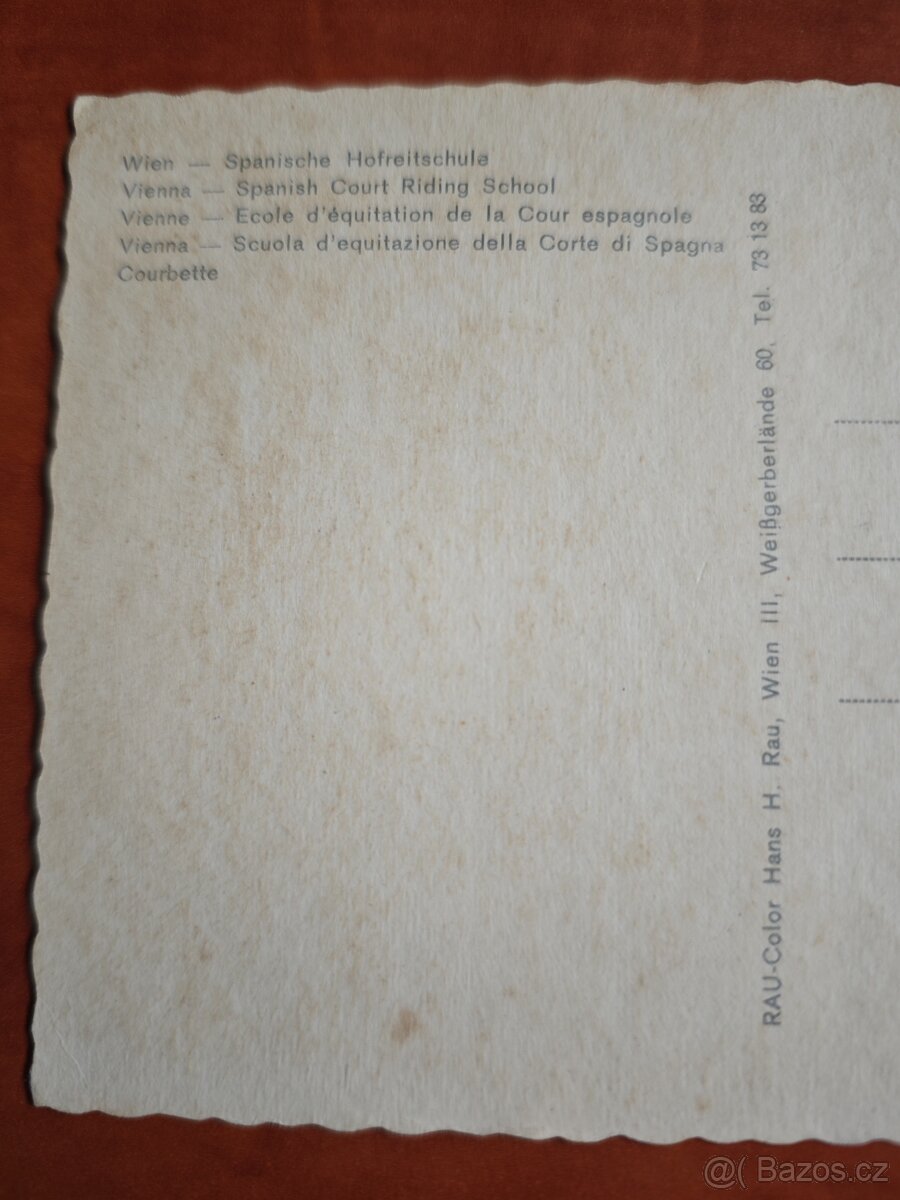 Wien — Spanische Hofreitschule
Vienna — Spanish Court Riding School
Vienne — Ecole d'équitation de la Cour espagnole
Vienna — Scuola d'equitazione della Corte di Spagna
Courbette
RAU-Color Hans H. Rau, Wien III, Weißgerberlände 60, Tel. 73 13 83
@( Bazos.cz